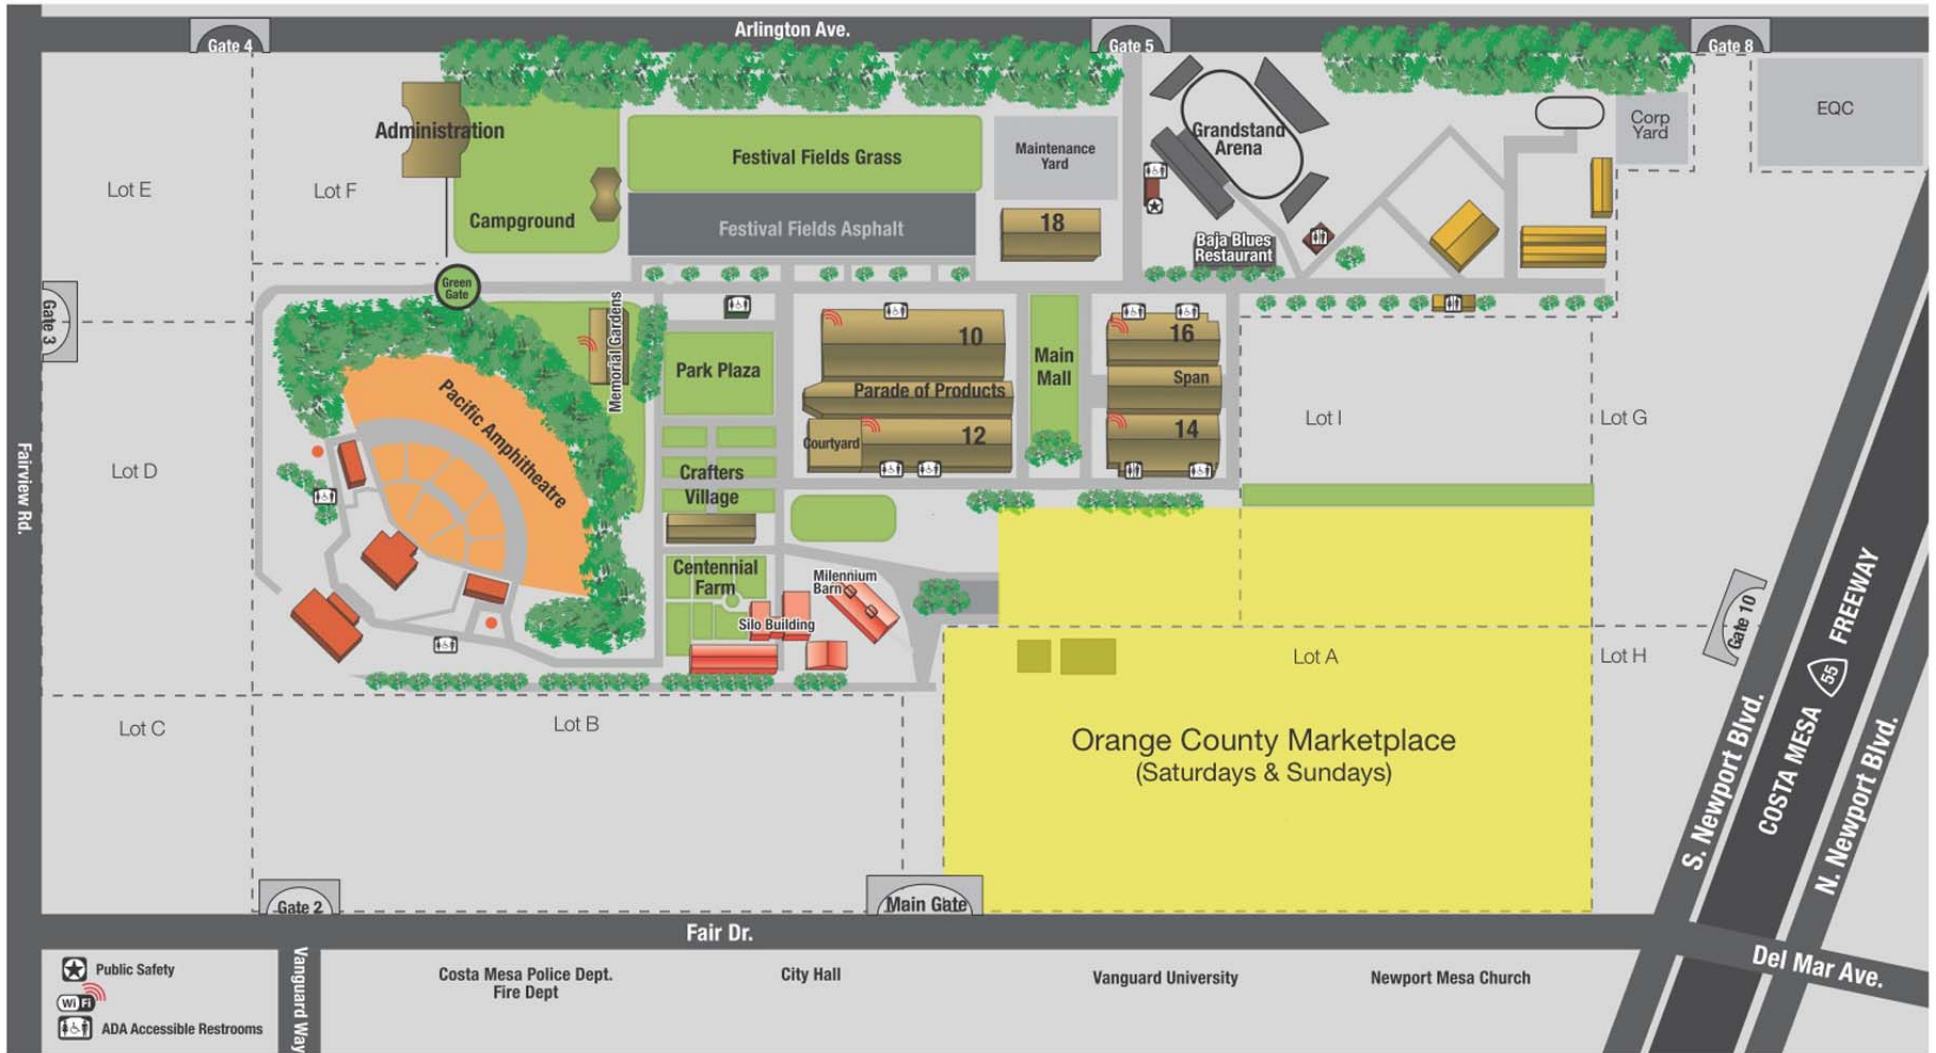 Arlington Ave.
Gate 4
Gate 5
Gate 8
EQC
Corp
Yard
Administration
Grandstand
Arena
Festival Fields Grass
Maintenance
Yard
Lot E
Lot F
Campground
Festival Fields Asphalt
18
Baja Blues
Restaurant
Green
Gate
Gate 3
Memorial Gardens
10
16
Park Plaza
Main
Mall
Span
Parade of Products
Pacific Amphitheatre
Lot I
Lot G
Courtyard
12
14
Fairview Rd.
Lot D
Crafters
Village
Centennial
Farm
Milennium
Barn
Silo Building
Gate 10
COSTA MESA 55 FREEWAY
Lot A
Lot H
Lot C
Lot B
Orange County Marketplace
(Saturdays & Sundays)
S. Newport Blvd.
N. Newport Blvd.
Gate 2
Main Gate
Fair Dr.
Del Mar Ave.
Vanguard Way
Public Safety
WiFi
ADA Accessible Restrooms
Costa Mesa Police Dept.
Fire Dept
City Hall
Vanguard University
Newport Mesa Church